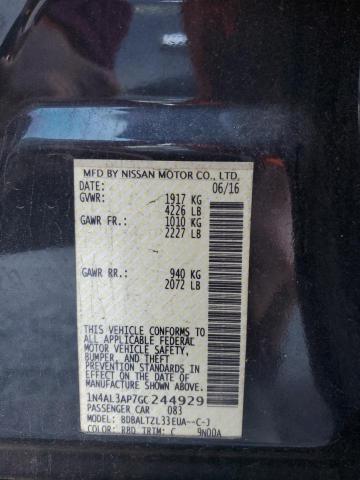 MFD BY NISSAN MOTOR CO., LTD.
DATE: 06/16
GVWR: 1917 KG
4226 LB
GAWR FR: 1010 KG
2227 LB
GAWR RR: 940 KG
2072 LB
THIS VEHICLE CONFORMS TO
ALL APPLICABLE FEDERAL
MOTOR VEHICLE SAFETY,
BUMPER, AND THEFT
PREVENTION STANDARDS IN
EFFECT ON THE DATE OF
MANUFACTURE SHOWN ABOVE.
1N4AL3AP7GC244929
PASSENGER CAR 083
MODEL: BDBALTZL33EUA--C-J
COLOR: RBD TRIM: C 9N00A